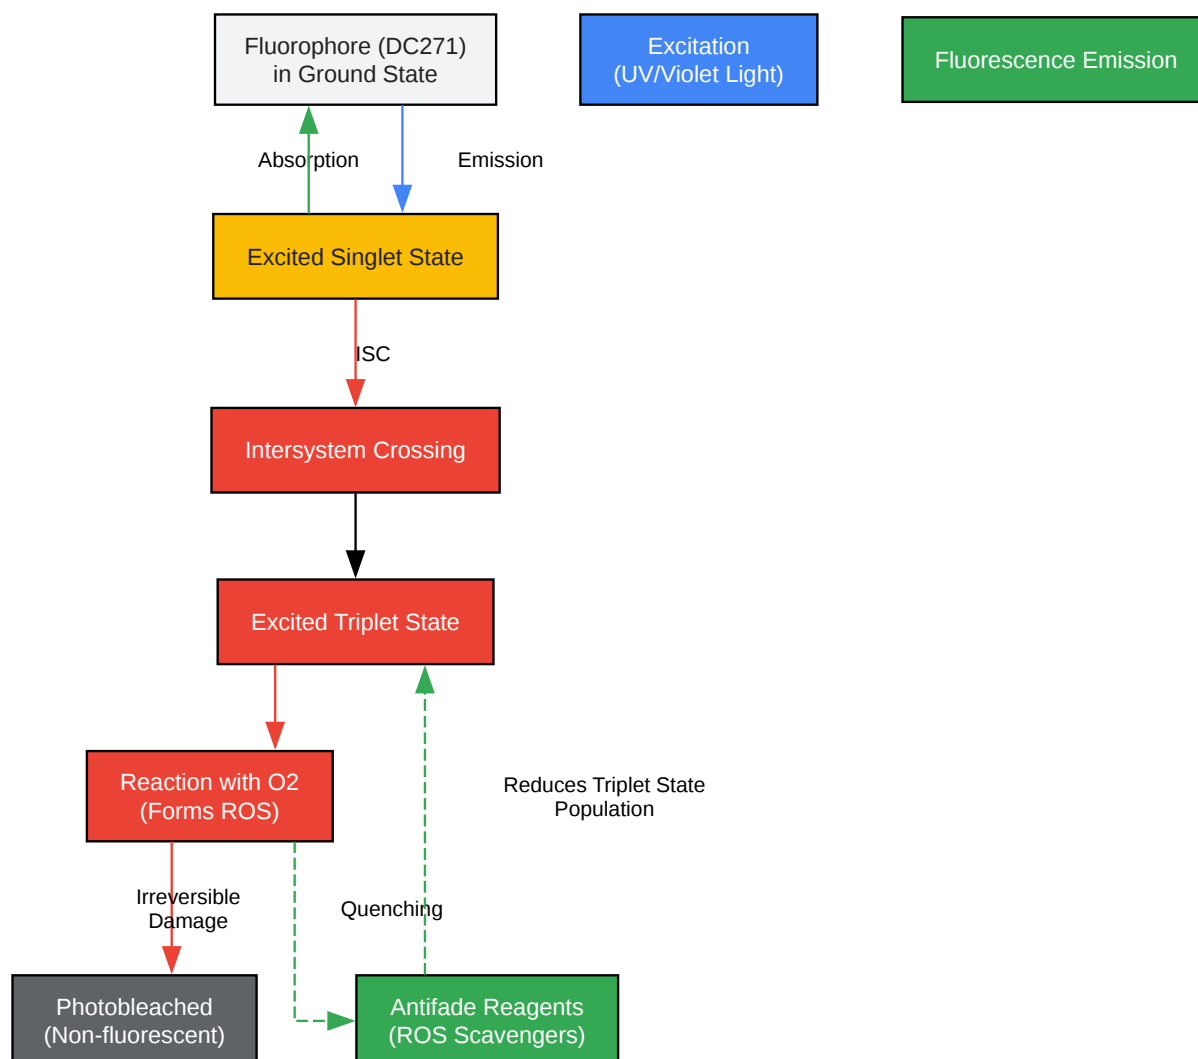 Fluorophore (DC271)
in Ground State
Excitation
(UV/Violet Light)
Fluorescence Emission
Absorption
Emission
Excited Singlet State
ISC
Intersystem Crossing
Excited Triplet State
Reaction with O2
(Forms ROS)
Reduces Triplet State
Population
Irreversible
Damage
Quenching
Photobleached
(Non-fluorescent)
Antifade Reagents
(ROS Scavengers)